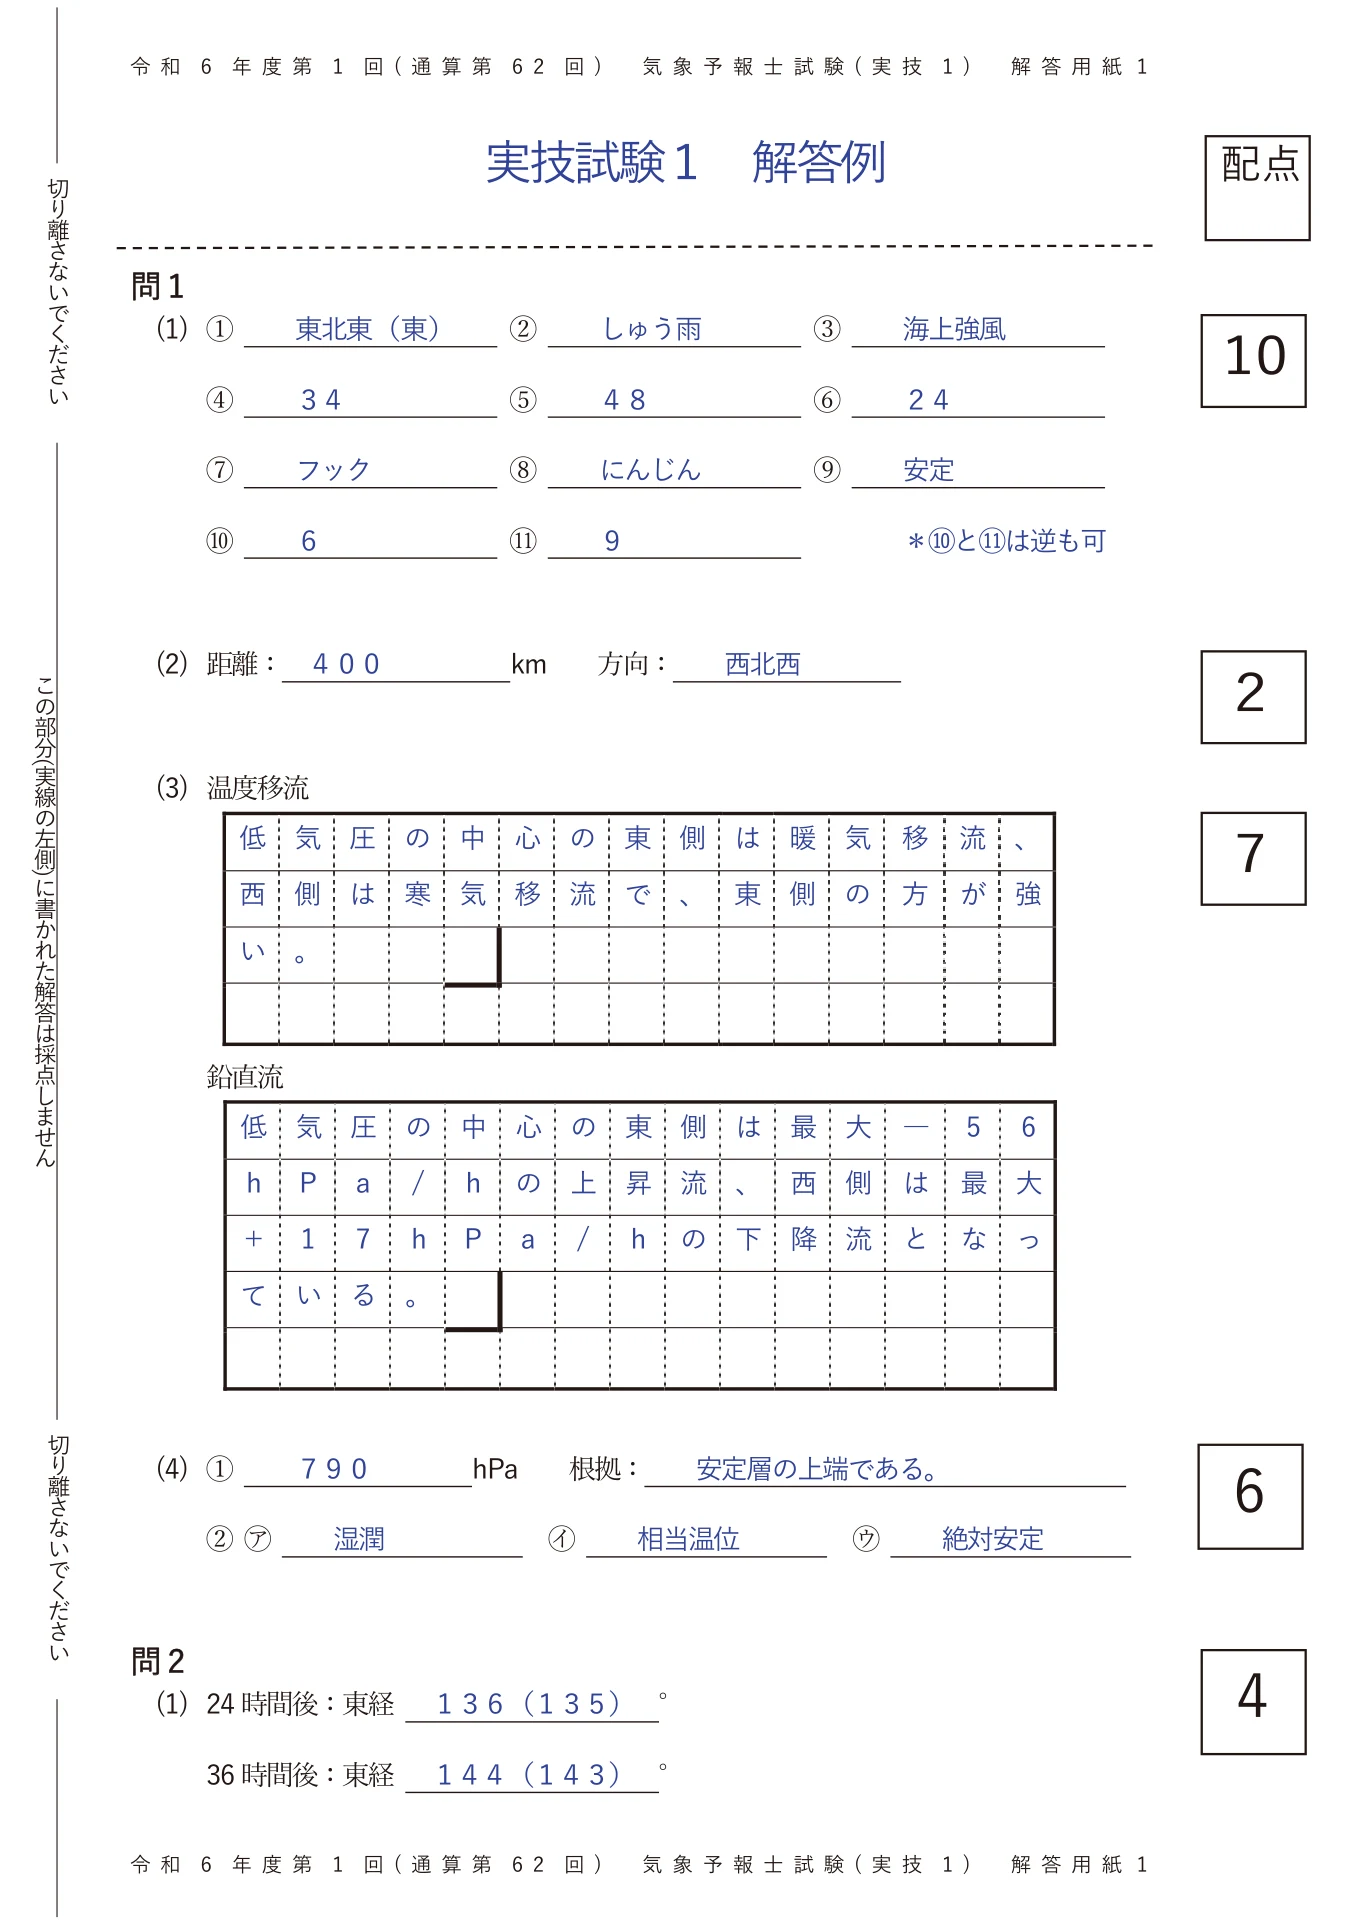 令和 6 年度第 1 回(通算第 62 回) 気象予報士試験(実技 1) 解答用紙 1
実技試験１ 解答例
配点
切り離さないでください
問 1
(1) ① 東北東（東） ② しゅう雨 ③ 海上強風
10
④ ３４ ⑤ ４８ ⑥ ２４
⑦ フック ⑧ にんじん ⑨ 安定
⑩ ６ ⑪ ９ ＊⑩と⑪は逆も可
(2) 距離： ４００ km 方向： 西北西
2
この部分(実線の左側)に書かれた解答は採点しません
(3) 温度移流
7
低気圧の中心の東側は暖気移流、
西側は寒気移流で、東側の方が強
い。
鉛直流
低気圧の中心の東側は最大―５６
ｈＰａ/ｈの上昇流、西側は最大
＋１７ｈＰａ/ｈの下降流となっ
ている。
(4) ① ７９０ hPa 根拠： 安定層の上端である。
6
② ㋐ 湿潤 ㋑ 相当温位 ㋒ 絶対安定
切り離さないでください
問 2
(1) 24 時間後：東経 １３６（１３５） °
4
36 時間後：東経 １４４（１４３） °
令和 6 年度第 1 回(通算第 62 回) 気象予報士試験(実技 1) 解答用紙 1